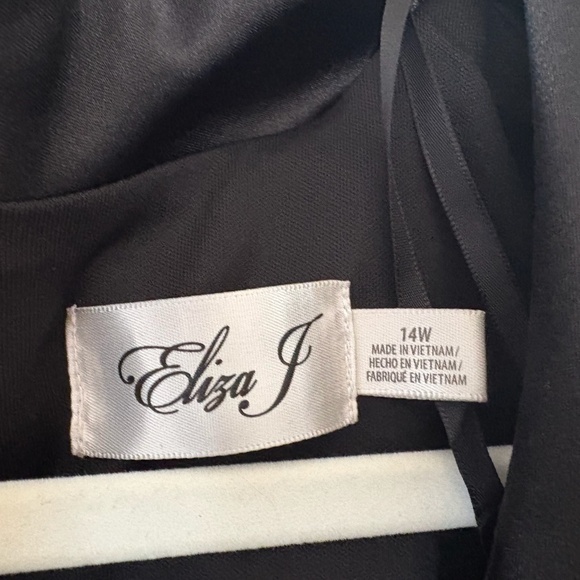 Eliza J
14W
MADE IN VIETNAM/
HECHO EN VIETNAM/
FABRIQUÉ EN VIETNAM